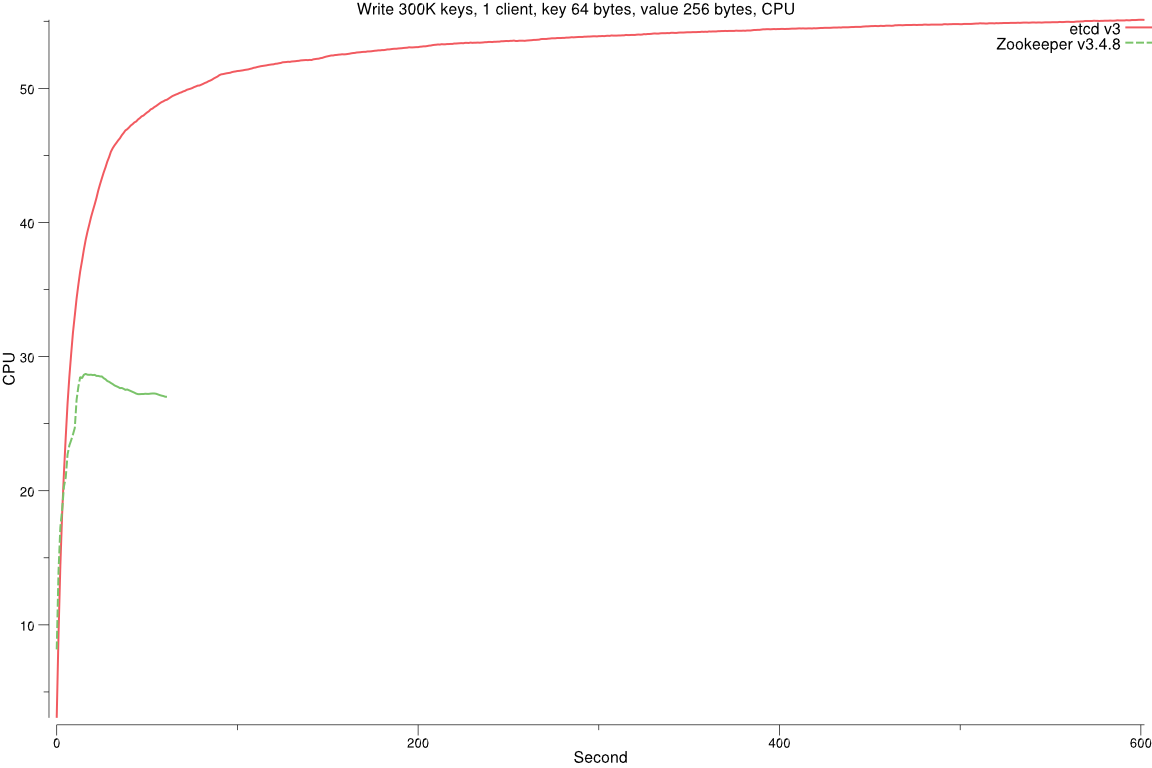 Write 300K keys, 1 client, key 64 bytes, value 256 bytes, CPU
etcd v3
Zookeeper v3.4.8
50
40
30
20
10
CPU
0
200
400
600
Second